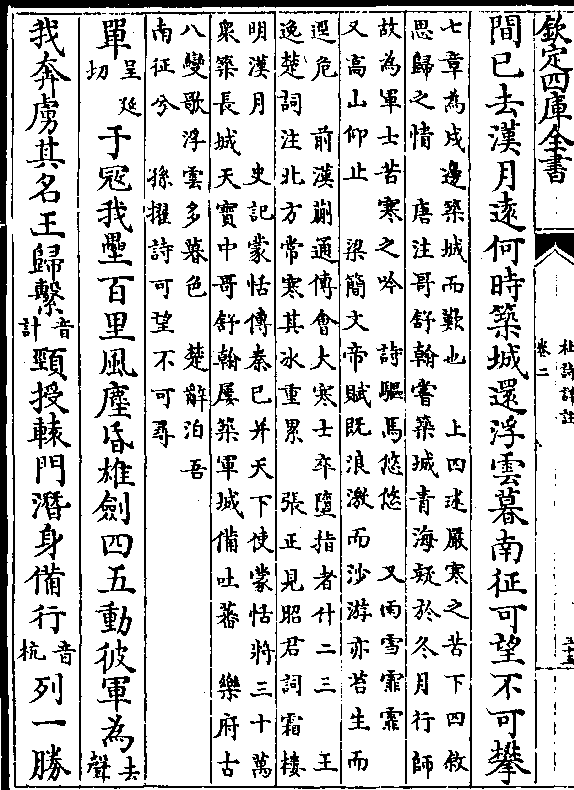 欽定四庫全書
杜詩詳註
卷二
間已去漢月遠何時築城還浮雲暮南征可望不可攀
七章為戍邊築城而歎也　上四述嚴寒之苦下四敘
思歸之情　唐注哥舒翰嘗築城青海疑於冬月行師
故為軍士苦寒之吟　詩驅馬悠悠　又雨雪霏霏
又高山仰止　梁簡文帝賦既浪激而沙游亦苔生而
逕危　前漢蒯通傳會大寒士卒墮指者什二三　王
逸楚詞注北方常寒其氷重累　張正見昭君詞霜棲
明漢月　史記蒙恬傳秦已并天下使蒙恬將三十萬
衆築長城天寶中哥舒翰屢築軍城備吐蕃　樂府古
八變歌浮雲多暮色　楚辭泊吾
南征兮　孫擢詩可望不可尋
單呈延切于寇我壘百里風塵昏雄劍四五動彼軍為去聲
我奔虜其名王歸繫音計頸授轅門潛身備行音杭列一勝